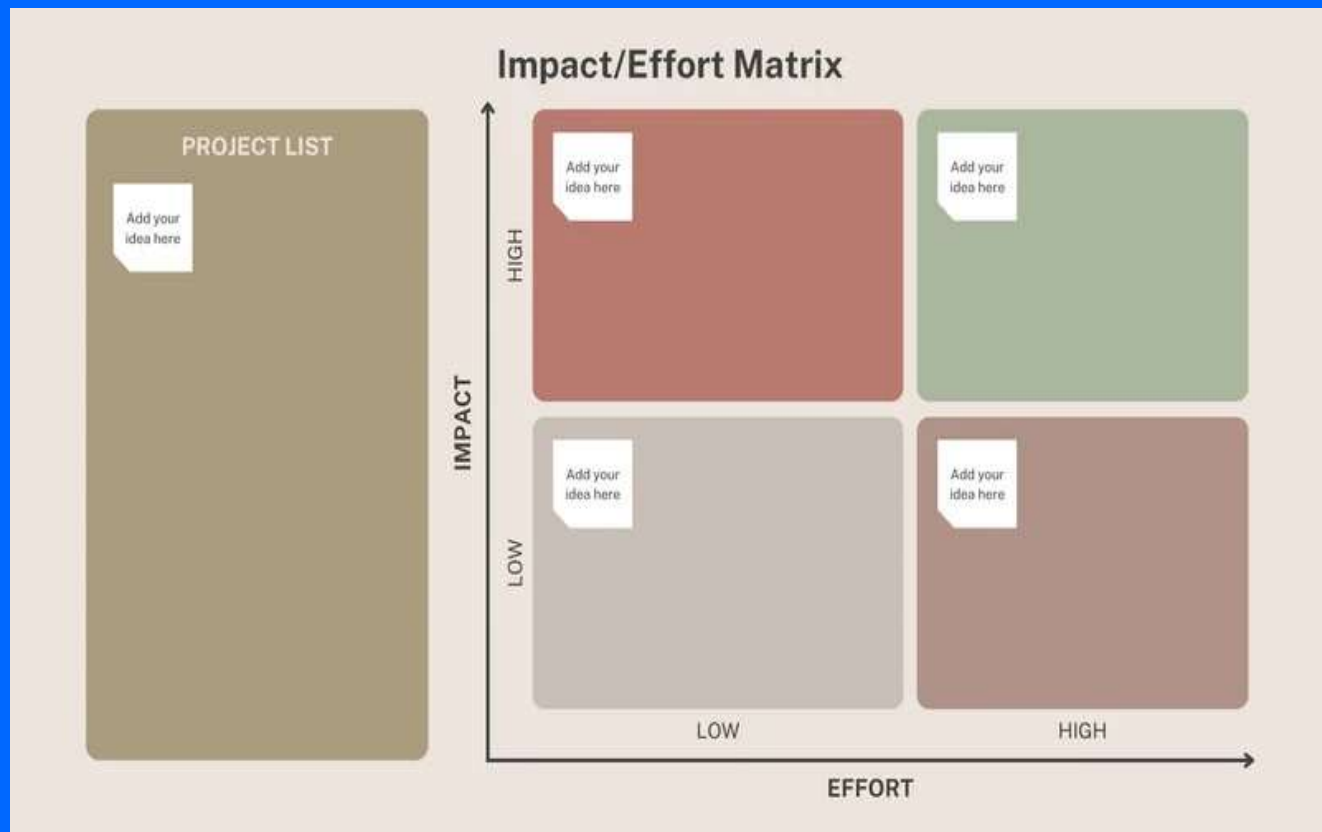 Impact/Effort Matrix
PROJECT LIST
Add your
idea here
IMPACT
HIGH
LOW
Add your
idea here
Add your
idea here
Add your
idea here
Add your
idea here
LOW
HIGH
EFFORT